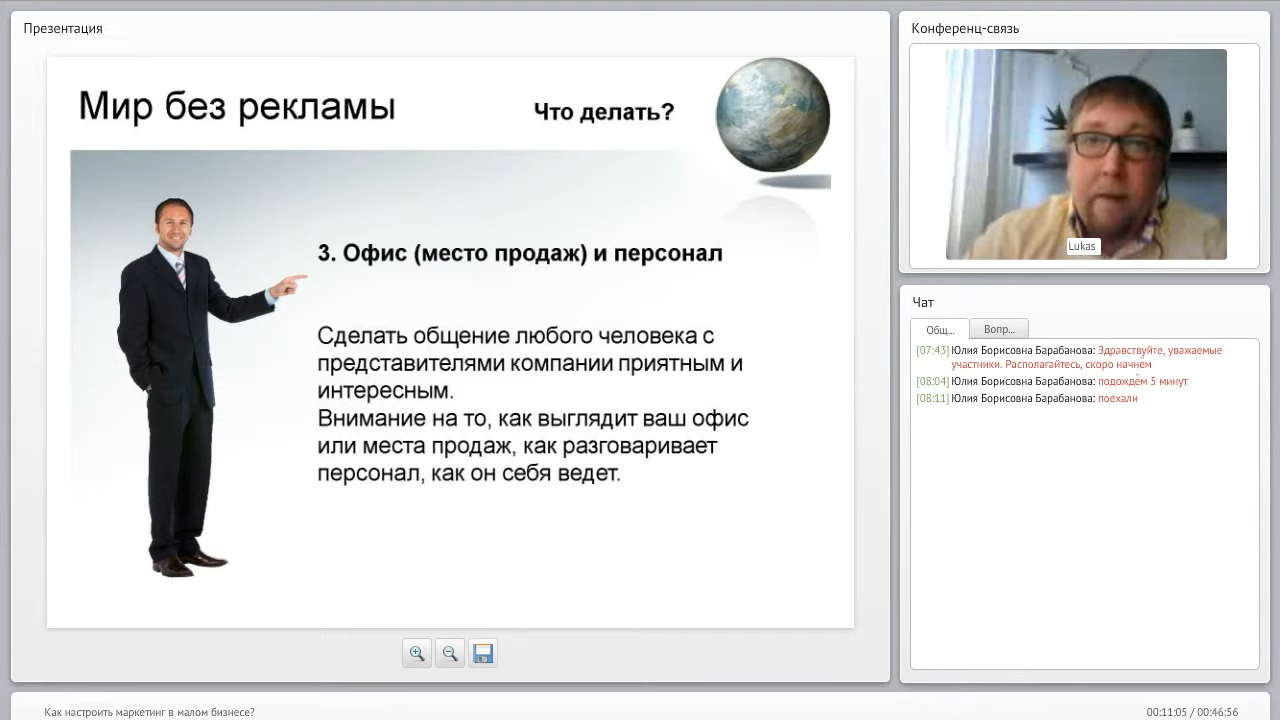 Презентация
Мир без рекламы
Что делать?
3. Офис (место продаж) и персонал
Сделать общение любого человека с
представителями компании приятным и
интересным.
Внимание на то, как выглядит ваш офис
или места продаж, как разговаривает
персонал, как он себя ведет.
Конференц-связь
Lukas
Чат
Общ...
Вопр...
[07:43] Юлия Борисовна Барабанова: Здравствуйте, уважаемые
участники. Располагайтесь, скоро начнём
[08:04] Юлия Борисовна Барабанова: подождём 5 минут
[08:11] Юлия Борисовна Барабанова: поехали
Как настроить маркетинг в малом бизнесе?
00:11:05 / 00:46:56